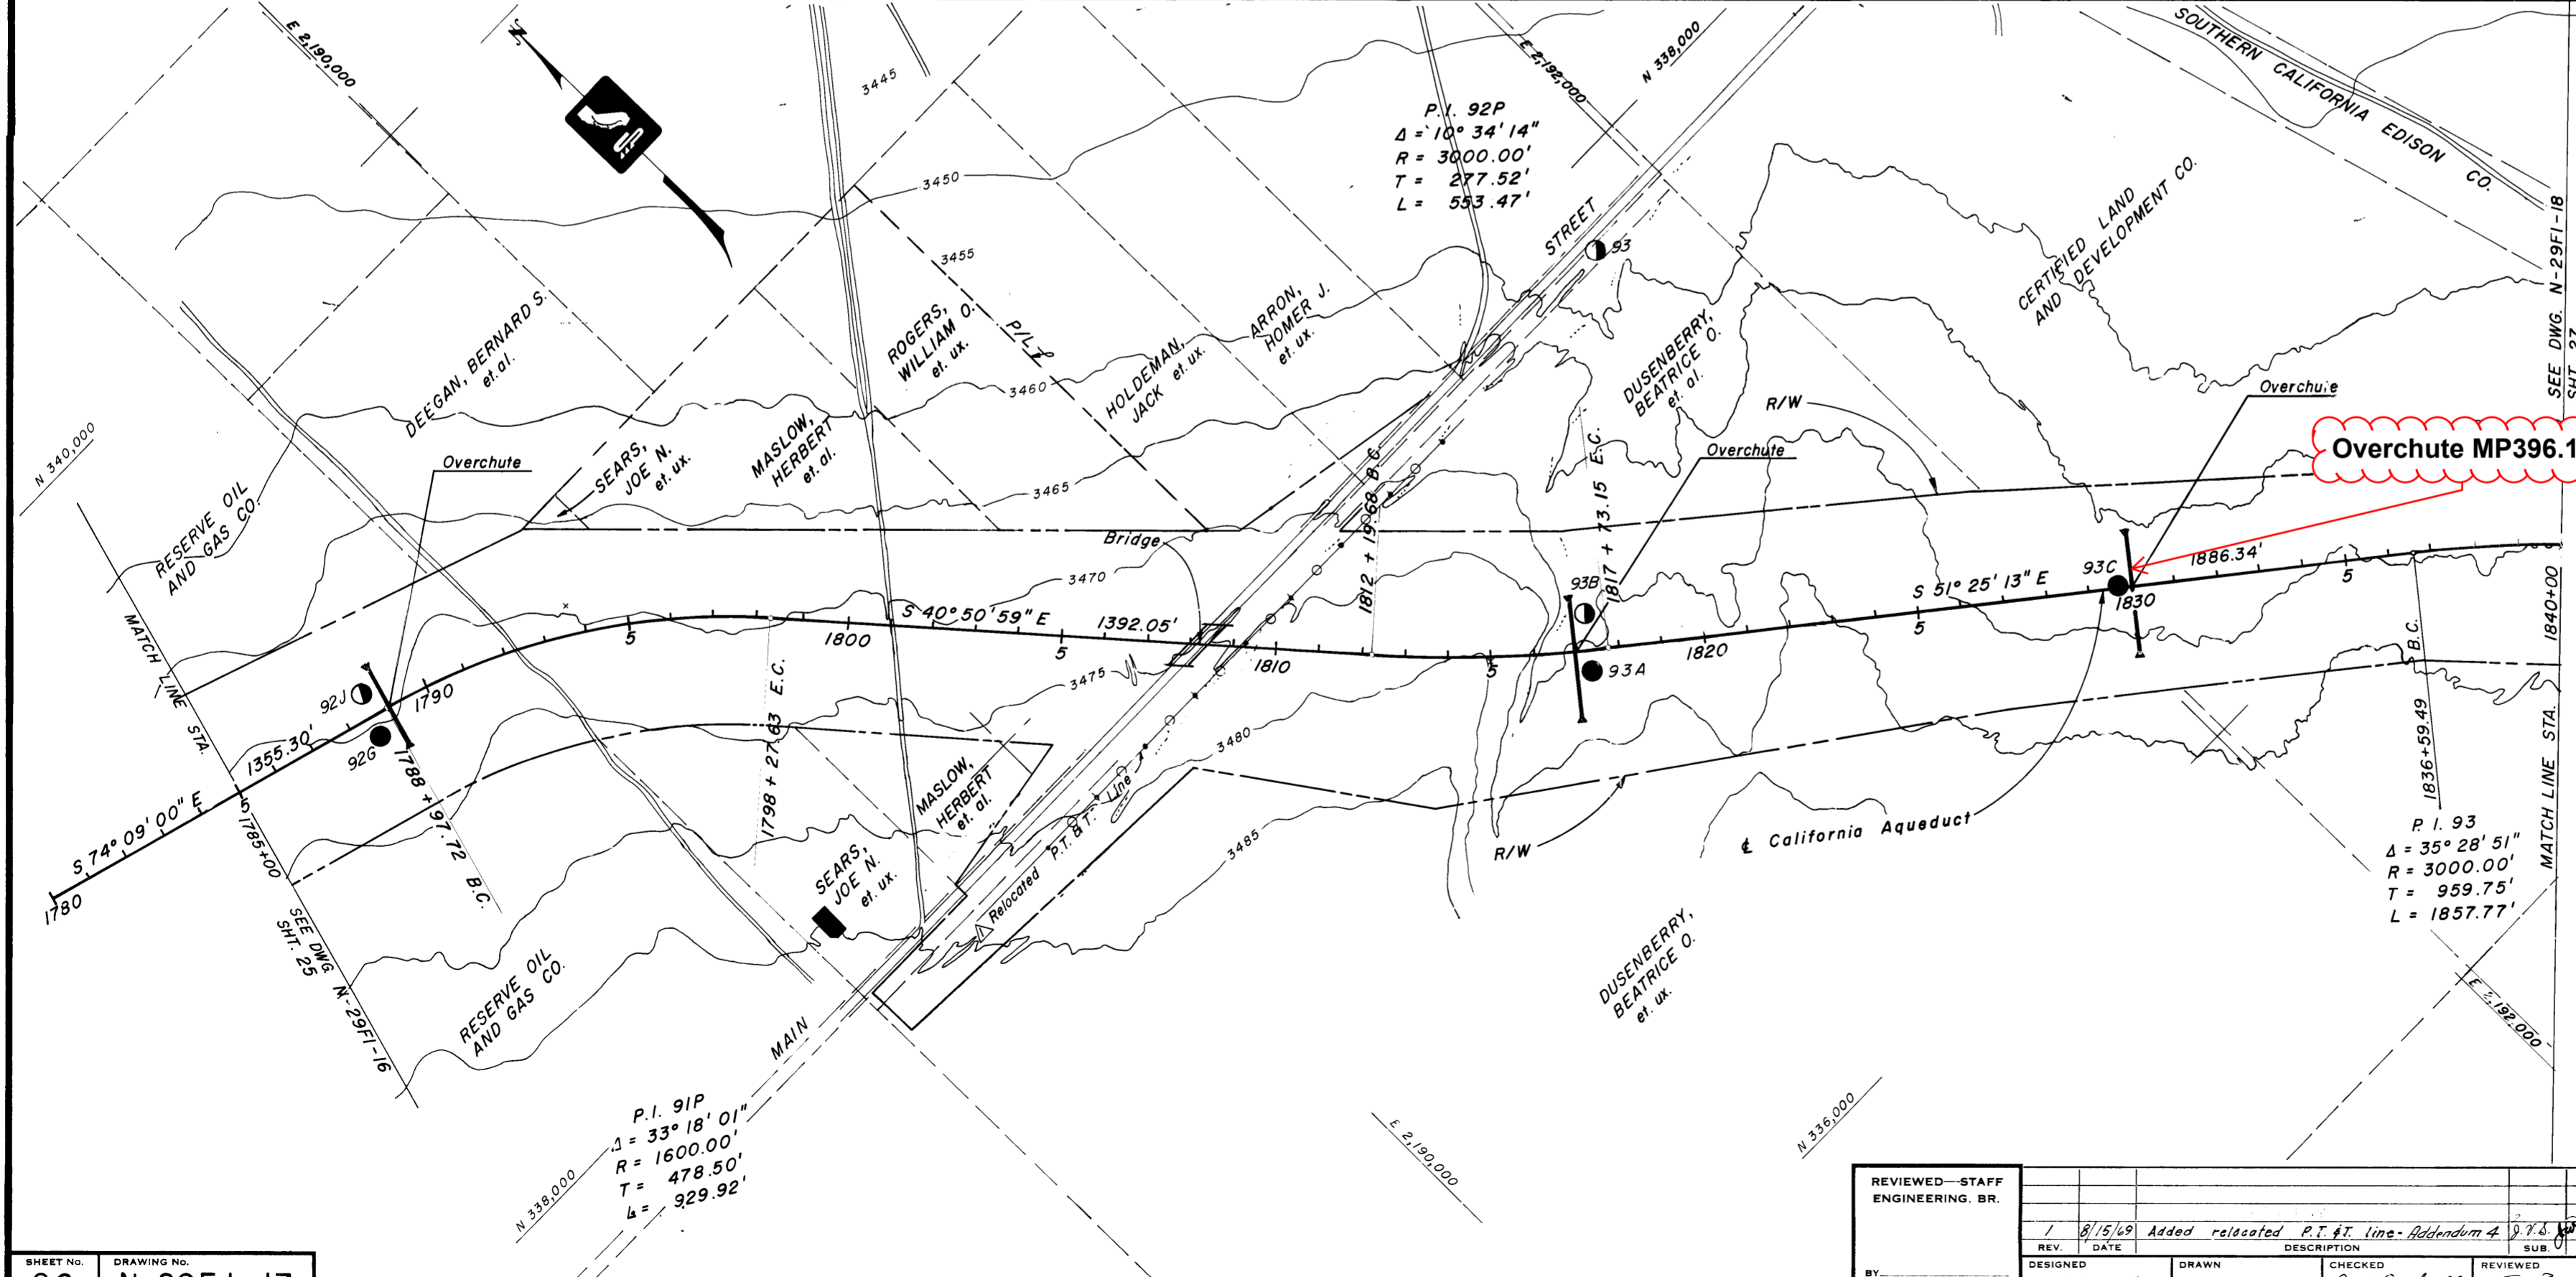 E 2,190,000
N
3445
3450
3455
3460
3465
3470
3475
3480
3485
P.I. 92P
Δ = 10° 34' 14"
R = 3000.00'
T = 277.52'
L = 553.47'
E 2,192,000
N 338,000
SOUTHERN CALIFORNIA EDISON CO.
STREET
93
CERTIFIED LAND
AND DEVELOPMENT CO.
SEE DWG. N-29F1-18
DEEGAN, BERNARD S.
et. al.
ROGERS,
WILLIAM O.
et. ux.
P/L
HOLDEMAN,
JACK et. ux.
ARRON,
HOMER J.
et. ux.
DUSENBERRY,
BEATRICE O.
et. al.
R/W
Overchute
Overchute MP396.1
N 340,000
Overchute
SEARS,
JOE N.
et. ux.
MASLOW,
HERBERT
et. al.
Overchute
RESERVE OIL
AND GAS CO.
Bridge
1812 + 19.68 B.C.
1817 + 73.15 E.C.
MATCH LINE STA.
1785+00
SEE DWG. N-29F1-16
SHT. 25
S 74° 09' 00" E
1355.30'
1780
5
92J
92G
1790
1788 + 97.72 B.C.
5
1798 + 27.63 E.C.
1800
S 40° 50' 59" E
1392.05'
5
1810
5
93B
93A
1820
5
S 51° 25' 13" E
93C
1830
1886.34'
5
1836+59.49 B.C.
MATCH LINE STA. 1840+00
MASLOW,
HERBERT
et. al.
SEARS,
JOE N.
et. ux.
Relocated P.T. & T. Line
R/W
℄ California Aqueduct
P.I. 93
Δ = 35° 28' 51"
R = 3000.00'
T = 959.75'
L = 1857.77'
RESERVE OIL
AND GAS CO.
MAIN
DUSENBERRY,
BEATRICE O.
et. ux.
E 2,192,000
P.I. 91P
Δ = 33° 18' 01"
R = 1600.00'
T = 478.50'
L = 929.92'
N 338,000
E 2,190,000
N 336,000
REVIEWED—STAFF
ENGINEERING. BR.
BY
1 8/15/69 Added relocated P.T. & T. line - Addendum 4 J.V.S.
REV. DATE DESCRIPTION SUB.
DESIGNED DRAWN CHECKED REVIEWED
SHEET No. DRAWING No.